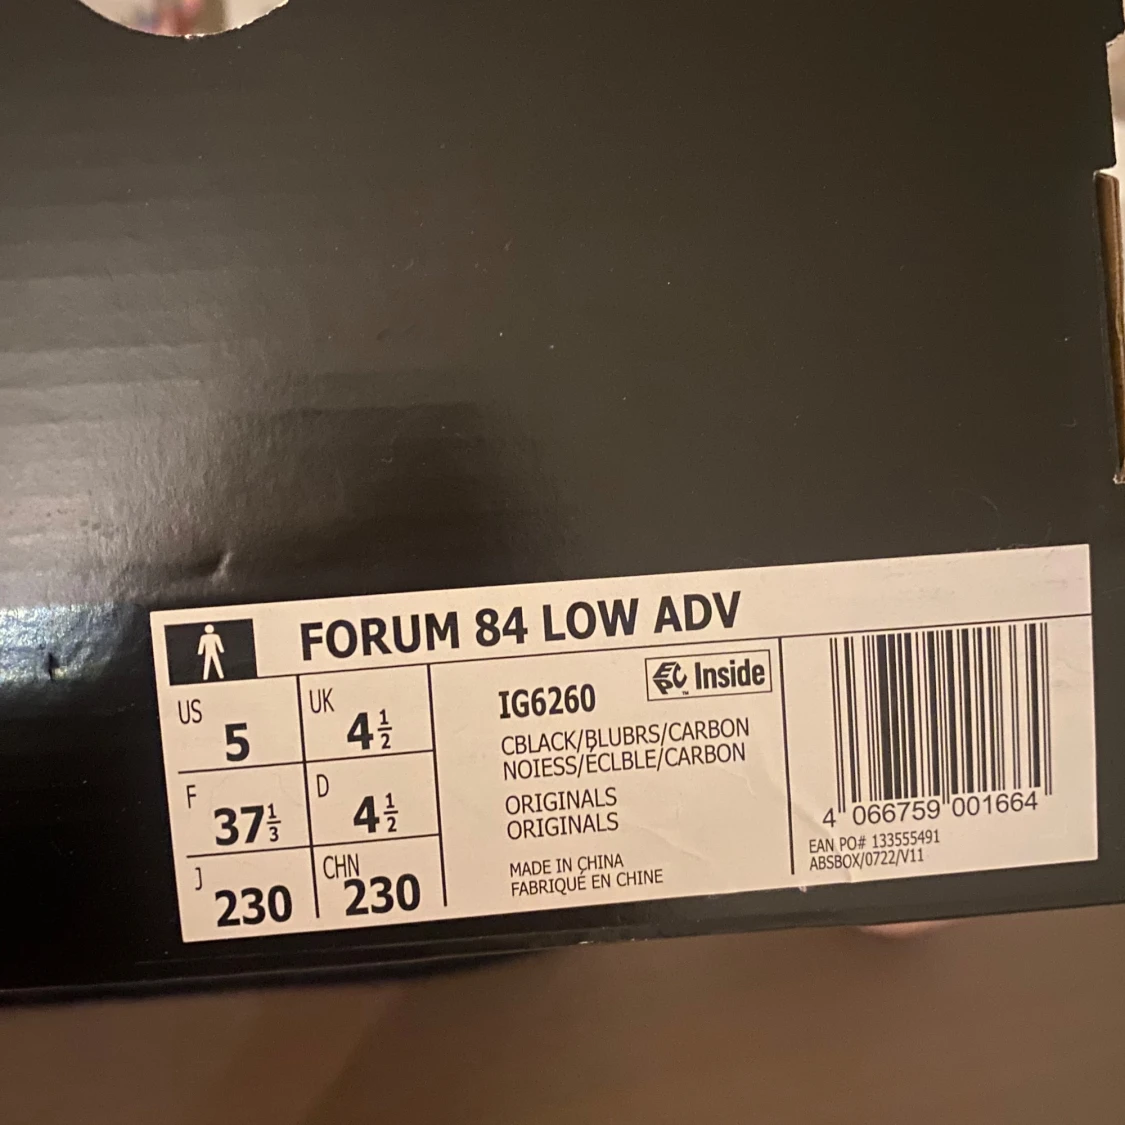 FORUM 84 LOW ADV
US 5
UK 4½
F 37⅓
D 4½
J 230
CHN 230
IG6260
EPC™ Inside
CBLACK/BLUBRS/CARBON
NOIESS/ÉCLBLE/CARBON
ORIGINALS
ORIGINALS
MADE IN CHINA
FABRIQUÉ EN CHINE
4 066759 001664
EAN PO# 133555491
ABSBOX/0722/V11